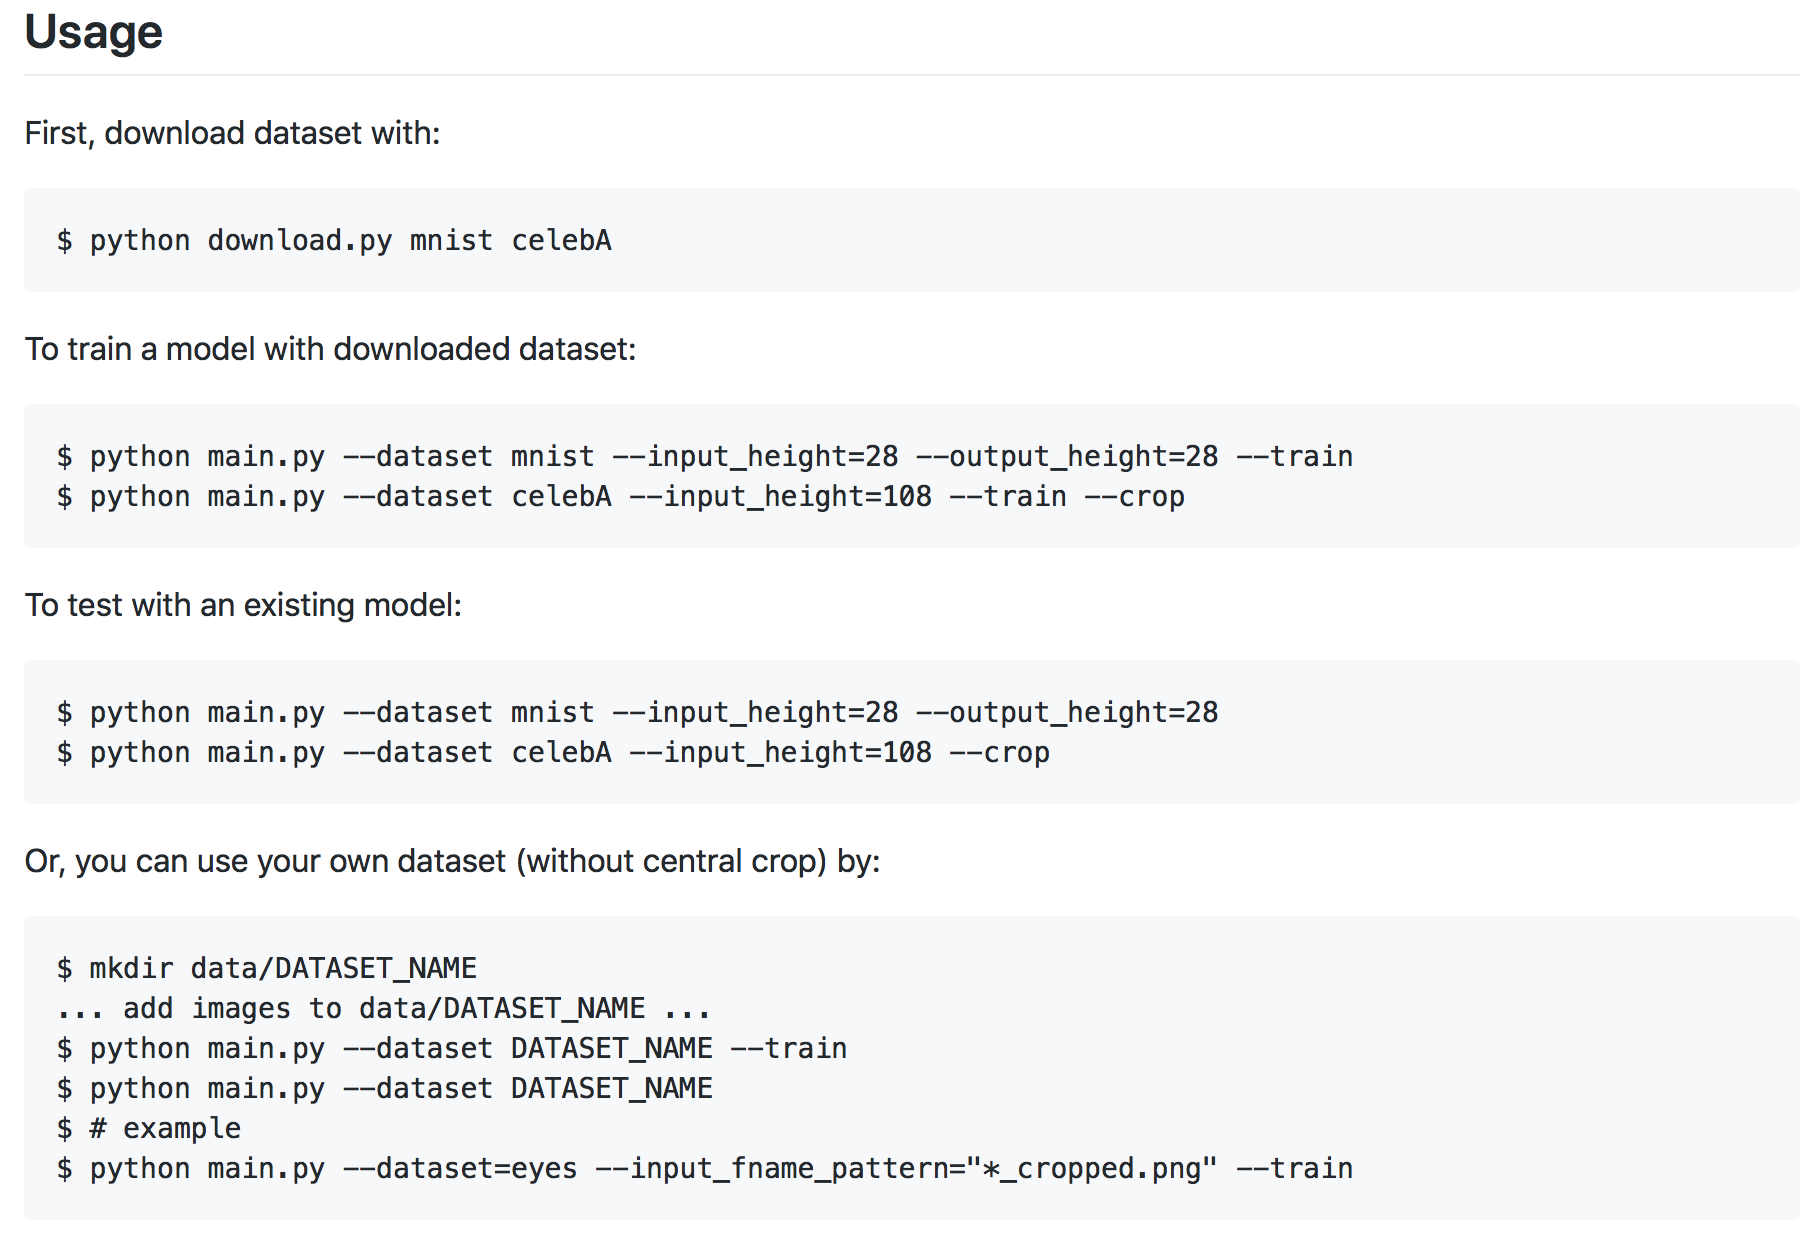 Usage
First, download dataset with:
$ python download.py mnist celebA
To train a model with downloaded dataset:
$ python main.py --dataset mnist --input_height=28 --output_height=28 --train
$ python main.py --dataset celebA --input_height=108 --train --crop
To test with an existing model:
$ python main.py --dataset mnist --input_height=28 --output_height=28
$ python main.py --dataset celebA --input_height=108 --crop
Or, you can use your own dataset (without central crop) by:
$ mkdir data/DATASET_NAME
... add images to data/DATASET_NAME ...
$ python main.py --dataset DATASET_NAME --train
$ python main.py --dataset DATASET_NAME
$ # example
$ python main.py --dataset=eyes --input_fname_pattern="*_cropped.png" --train